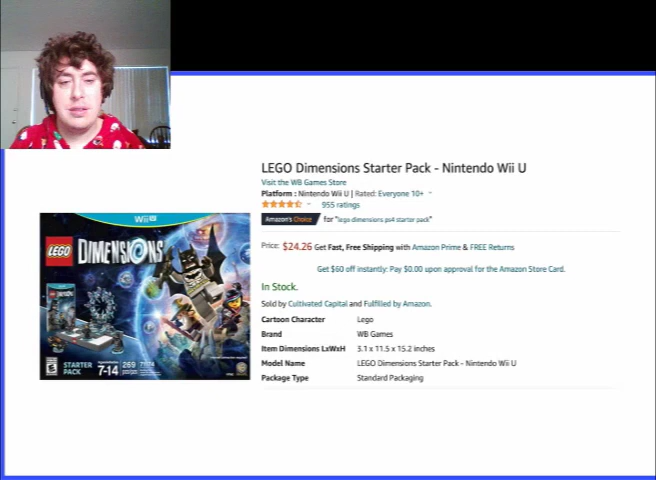 LEGO Dimensions Starter Pack - Nintendo Wii U
Visit the WB Games Store
Platform : Nintendo Wii U | Rated: Everyone 10+
955 ratings
Amazon's Choice for "lego dimensions ps4 starter pack"
Price: $24.26 Get Fast, Free Shipping with Amazon Prime & FREE Returns
Get $60 off instantly: Pay $0.00 upon approval for the Amazon Store Card.
In Stock.
Sold by Cultivated Capital and Fulfilled by Amazon.
Cartoon Character Lego
Brand WB Games
Item Dimensions LxWxH 3.1 x 11.5 x 15.2 inches
Model Name LEGO Dimensions Starter Pack - Nintendo Wii U
Package Type Standard Packaging
Wii U
LEGO DIMENSIONS
STARTER PACK
7-14
269